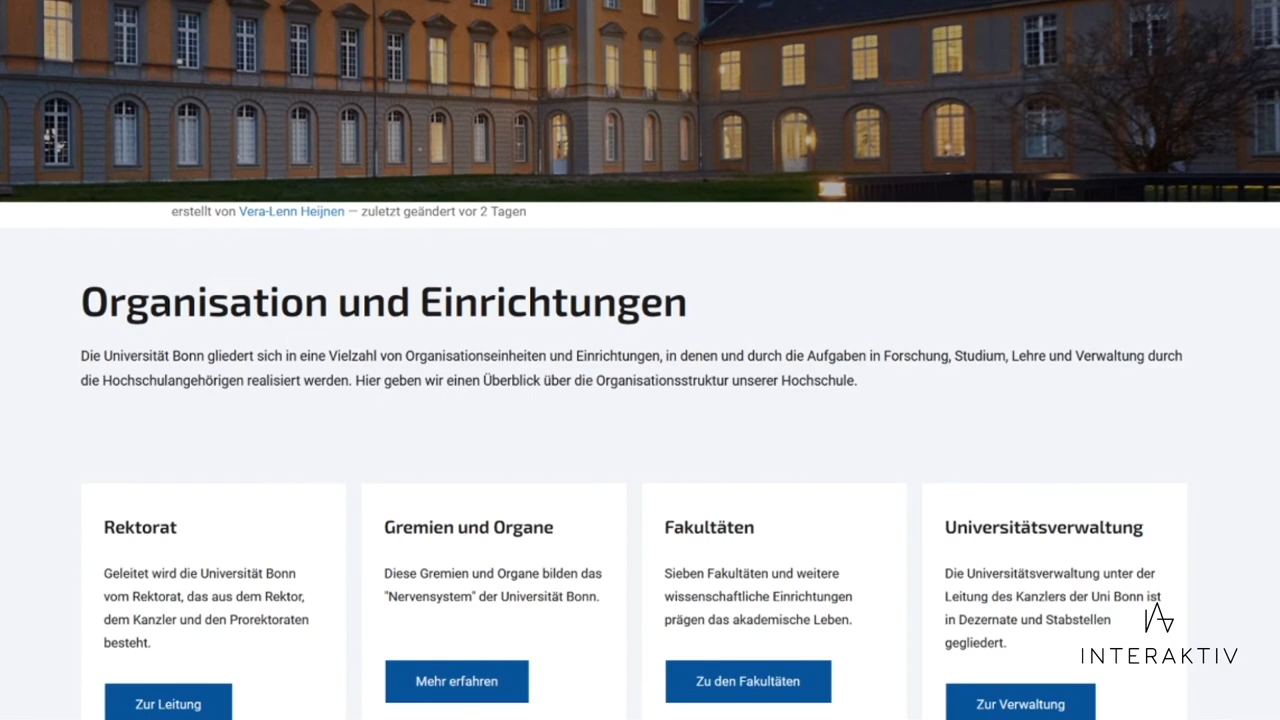 erstellt von Vera-Lenn Heijnen — zuletzt geändert vor 2 Tagen
Organisation und Einrichtungen
Die Universität Bonn gliedert sich in eine Vielzahl von Organisationseinheiten und Einrichtungen, in denen und durch die Aufgaben in Forschung, Studium, Lehre und Verwaltung durch
die Hochschulangehörigen realisiert werden. Hier geben wir einen Überblick über die Organisationsstruktur unserer Hochschule.
Rektorat
Geleitet wird die Universität Bonn
vom Rektorat, das aus dem Rektor,
dem Kanzler und den Prorektoraten
besteht.
Zur Leitung
Gremien und Organe
Diese Gremien und Organe bilden das
"Nervensystem" der Universität Bonn.
Mehr erfahren
Fakultäten
Sieben Fakultäten und weitere
wissenschaftliche Einrichtungen
prägen das akademische Leben.
Zu den Fakultäten
Universitätsverwaltung
Die Universitätsverwaltung unter der
Leitung des Kanzlers der Uni Bonn ist
in Dezernate und Stabstellen
gegliedert.
Zur Verwaltung
INTERAKTIV